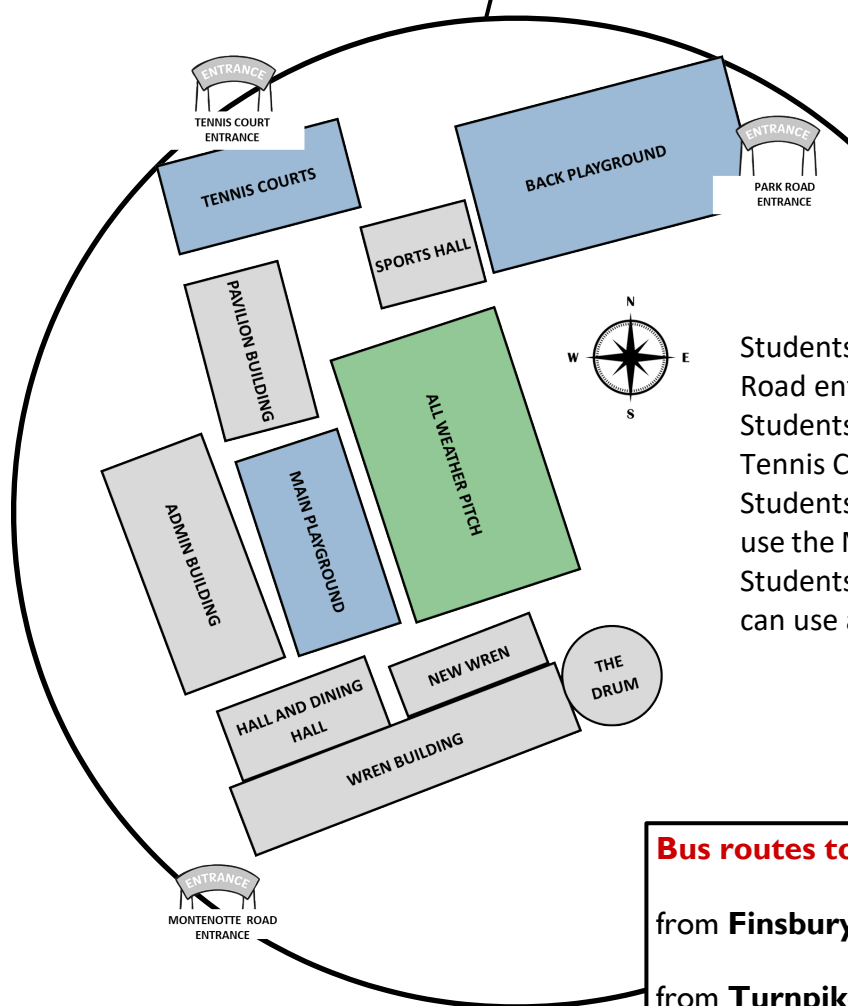 ENTRANCE
TENNIS COURT
ENTRANCE
ENTRANCE
PARK ROAD
ENTRANCE
TENNIS COURTS
BACK PLAYGROUND
SPORTS HALL
PAVILION BUILDING
ALL WEATHER PITCH
N
W
E
S
Students
Road ent
Students
Tennis C
Students
use the M
Students
can use a
ADMIN BUILDING
MAIN PLAYGROUND
NEW WREN
THE
DRUM
HALL AND DINING
HALL
WREN BUILDING
ENTRANCE
MONTENOTTE ROAD
ENTRANCE
Bus routes to
from Finsbury
from Turnpik